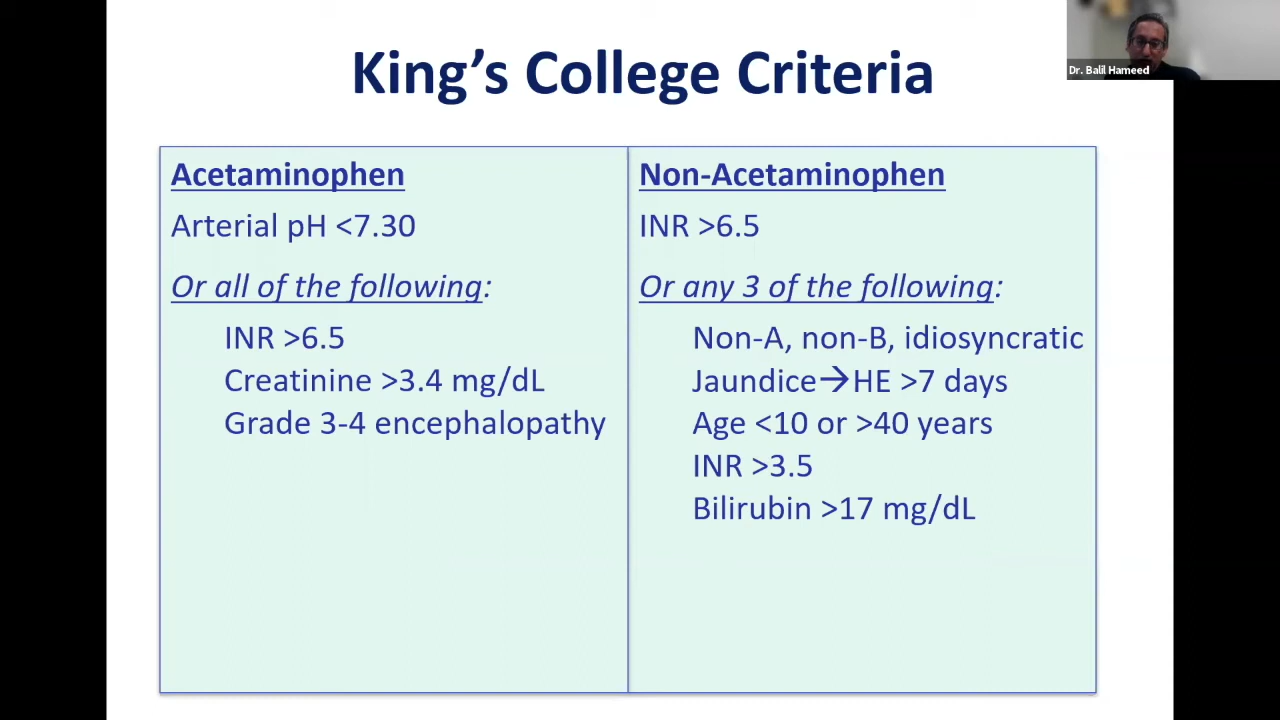 King's College Criteria
Dr. Balil Hameed
Acetaminophen
Arterial pH <7.30
Or all of the following:
INR >6.5
Creatinine >3.4 mg/dL
Grade 3-4 encephalopathy
Non-Acetaminophen
INR >6.5
Or any 3 of the following:
Non-A, non-B, idiosyncratic
Jaundice→HE >7 days
Age <10 or >40 years
INR >3.5
Bilirubin >17 mg/dL